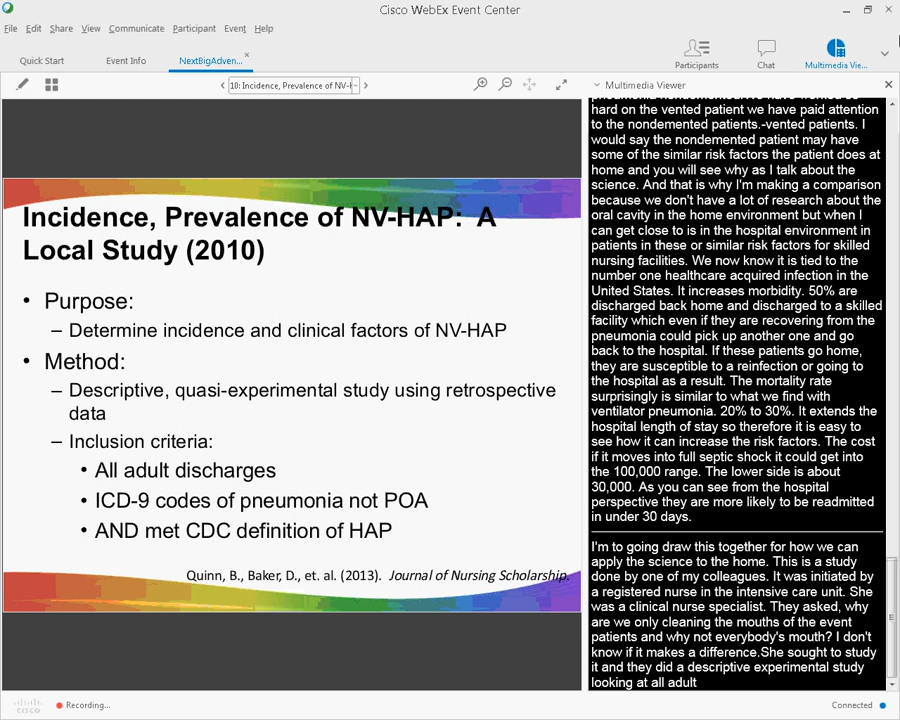 Cisco WebEx Event Center
File Edit Share View Communicate Participant Event Help
Quick Start
Event Info
NextBigAdven...
Participants
Chat
Multimedia Vie...
10: Incidence, Prevalence of NV-H
Multimedia Viewer
Incidence, Prevalence of NV-HAP: A
Local Study (2010)
• Purpose:
– Determine incidence and clinical factors of NV-HAP
• Method:
– Descriptive, quasi-experimental study using retrospective
data
– Inclusion criteria:
• All adult discharges
• ICD-9 codes of pneumonia not POA
• AND met CDC definition of HAP
Quinn, B., Baker, D., et. al. (2013). Journal of Nursing Scholarship.
hard on the vented patient we have paid attention
to the nondemented patients.-vented patients. I
would say the nondemented patient may have
some of the similar risk factors the patient does at
home and you will see why as I talk about the
science. And that is why I'm making a comparison
because we don't have a lot of research about the
oral cavity in the home environment but when I
can get close to is in the hospital environment in
patients in these or similar risk factors for skilled
nursing facilities. We now know it is tied to the
number one healthcare acquired infection in the
United States. It increases morbidity. 50% are
discharged back home and discharged to a skilled
facility which even if they are recovering from the
pneumonia could pick up another one and go
back to the hospital. If these patients go home,
they are susceptible to a reinfection or going to
the hospital as a result. The mortality rate
surprisingly is similar to what we find with
ventilator pneumonia. 20% to 30%. It extends the
hospital length of stay so therefore it is easy to
see how it can increase the risk factors. The cost
if it moves into full septic shock it could get into
the 100,000 range. The lower side is about
30,000. As you can see from the hospital
perspective they are more likely to be readmitted
in under 30 days.
I'm to going draw this together for how we can
apply the science to the home. This is a study
done by one of my colleagues. It was initiated by
a registered nurse in the intensive care unit. She
was a clinical nurse specialist. They asked, why
are we only cleaning the mouths of the event
patients and why not everybody's mouth? I don't
know if it makes a difference.She sought to study
it and they did a descriptive experimental study
looking at all adult
cisco
Recording...
Connected